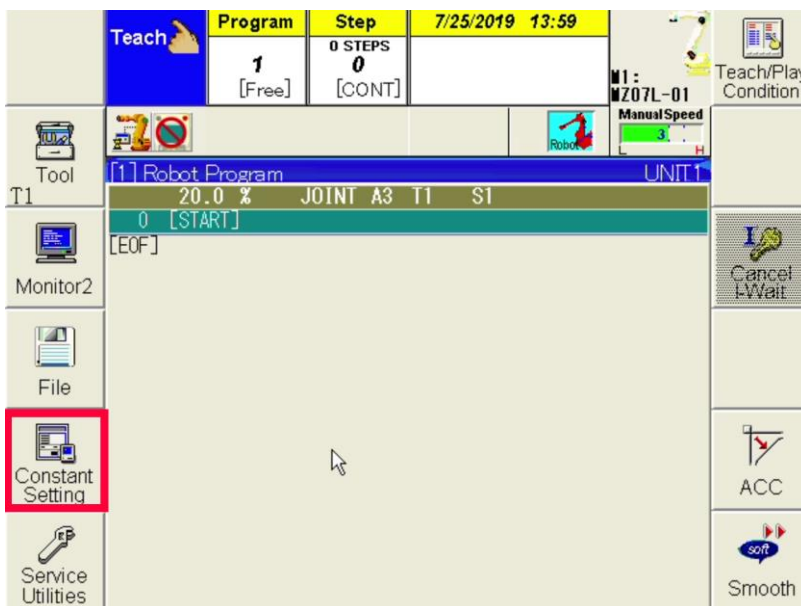 Teach
Program
1
[Free]
Step
0 STEPS
0
[CONT]
7/25/2019 13:59
M1:
MZ07L-01
Teach/Play
Condition
Tool
T1
Robot
Manual Speed
3
L H
[1] Robot Program UNIT1
20.0 % JOINT A3 T1 S1
0 [START]
[EOF]
Monitor2
File
Constant
Setting
Service
Utilities
Cancel
I-Wait
ACC
soft
Smooth